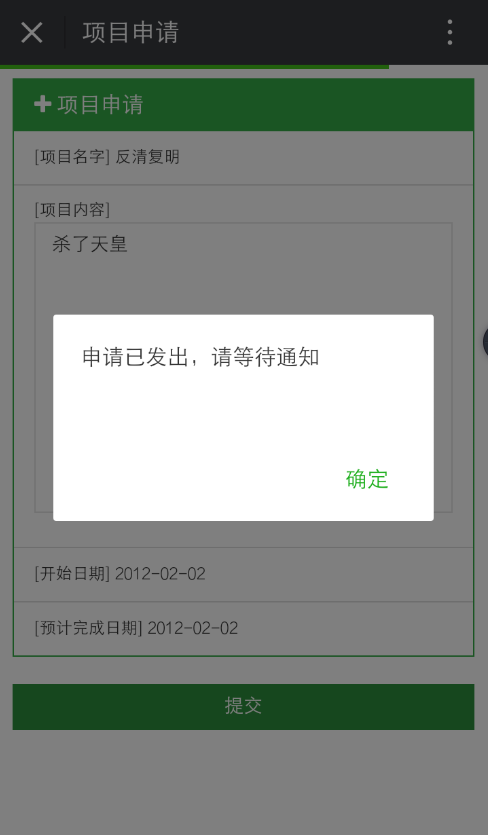 项目申请
项目申请
[项目名字] 反清复明
[项目内容]
杀了天皇
申请已发出，请等待通知
确定
[开始日期] 2012-02-02
[预计完成日期] 2012-02-02
提交